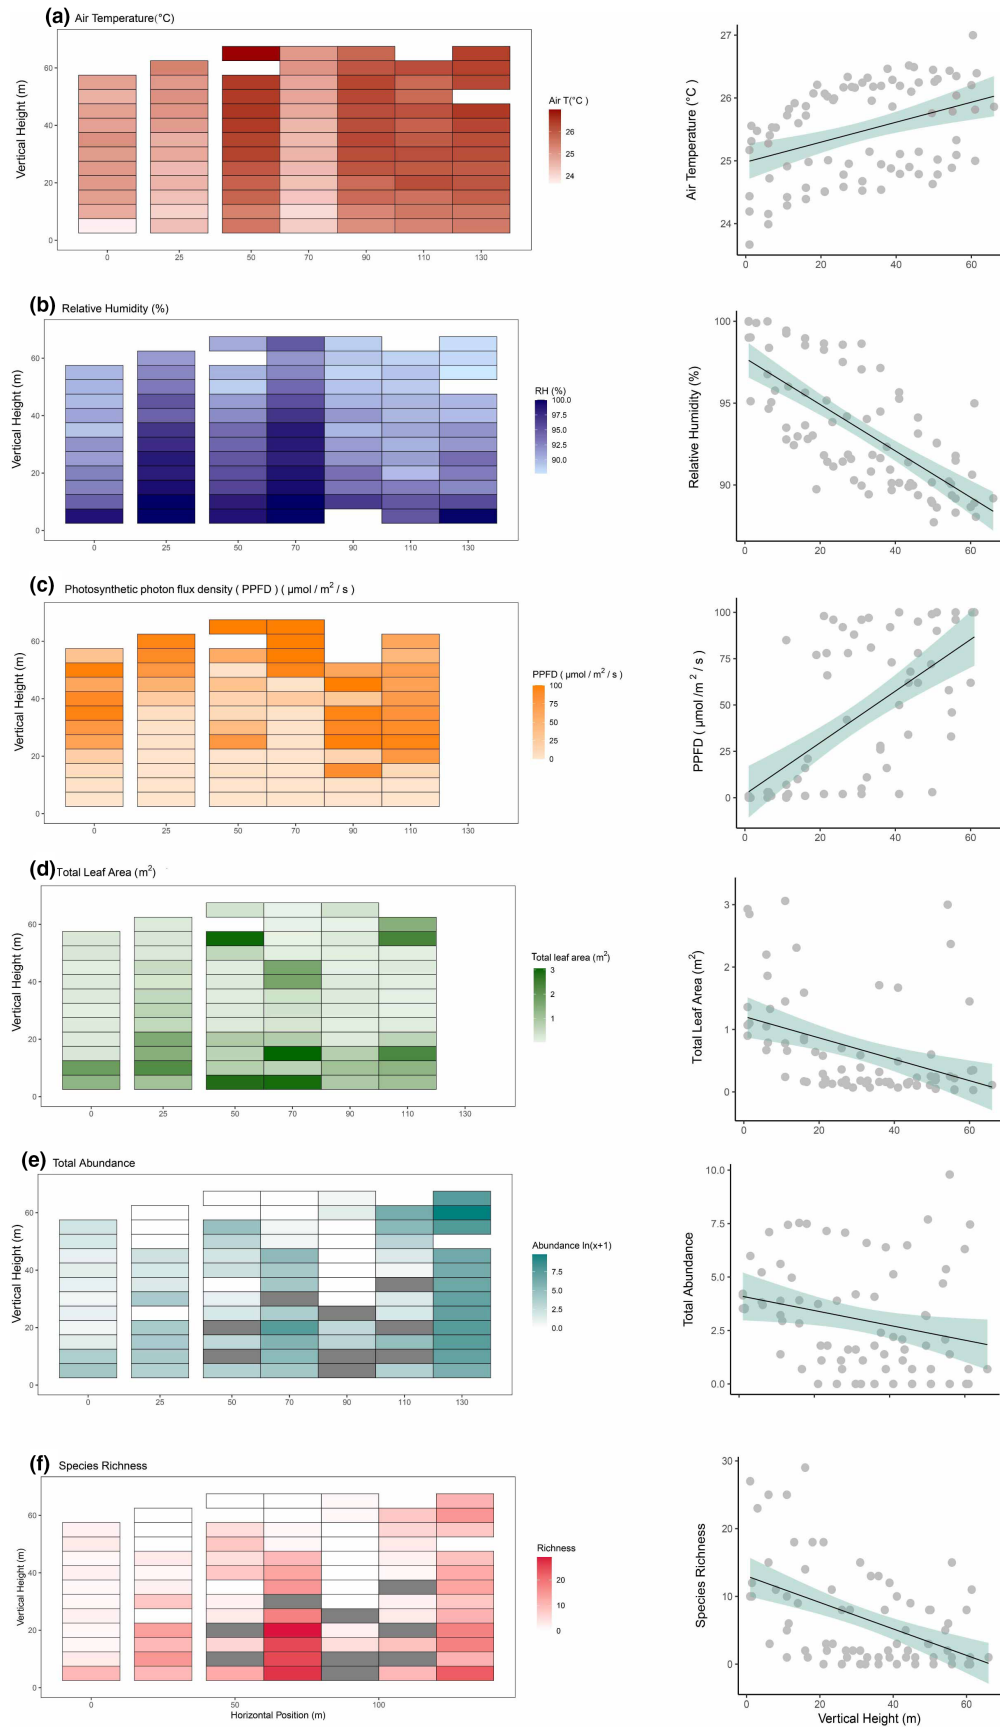 (a) Air Temperature(°C)
Vertical Height (m)
60
40
20
0
0 25 50 70 90 110 130
Air T(°C )
26
25
24
Air Temperature (°C )
27
26
25
24
0 20 40 60
(b) Relative Humidity (%)
Vertical Height (m)
60
40
20
0
0 25 50 70 90 110 130
RH (%)
100.0
97.5
95.0
92.5
90.0
Relative Humidity (%)
100
95
90
0 20 40 60
(c) Photosynthetic photon flux density ( PPFD ) ( μmol / m² / s )
Vertical Height (m)
60
40
20
0
0 25 50 70 90 110 130
PPFD ( μmol / m² / s )
100
75
50
25
0
PPFD ( μmol /m² / s )
100
75
50
25
0
0 20 40 60
(d) Total Leaf Area (m²)
Vertical Height (m)
60
40
20
0
0 25 50 70 90 110 130
Total leaf area (m²)
3
2
1
Total Leaf Area (m²)
3
2
1
0
0 20 40 60
(e) Total Abundance
Vertical Height (m)
60
40
20
0
0 25 50 70 90 110 130
Abundance ln(x+1)
7.5
5.0
2.5
0.0
Total Abundance
10.0
7.5
5.0
2.5
0.0
(f) Species Richness
Vertical Height (m)
60
40
20
0
0 50 100
Horizontal Position (m)
Richness
20
10
0
Species Richness
30
20
10
0
0 20 40 60
Vertical Height (m)